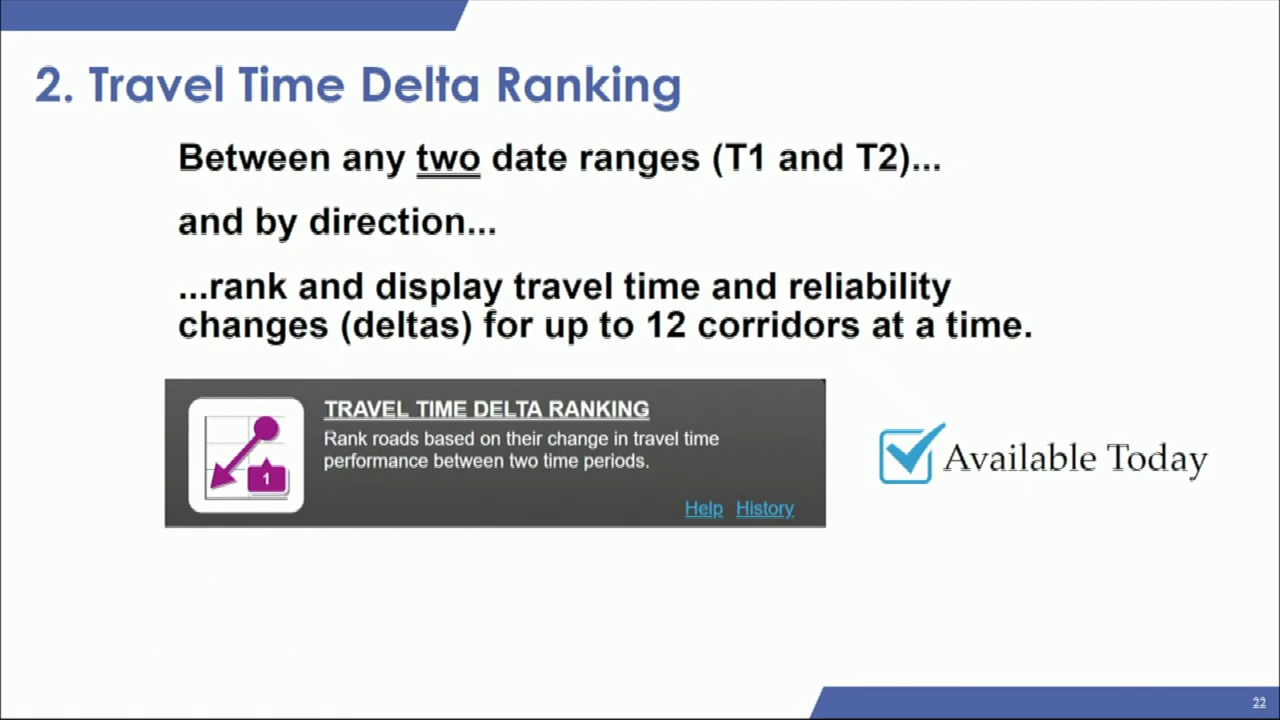 2. Travel Time Delta Ranking
Between any two date ranges (T1 and T2)...
and by direction...
...rank and display travel time and reliability
changes (deltas) for up to 12 corridors at a time.
TRAVEL TIME DELTA RANKING
Rank roads based on their change in travel time
performance between two time periods.
1
Help History
Available Today
22